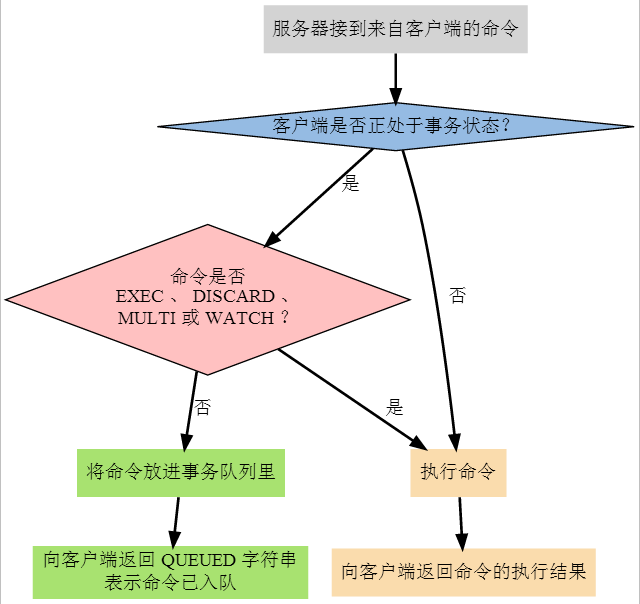 服务器接到来自客户端的命令
客户端是否正处于事务状态？
是
命令是否
EXEC 、 DISCARD 、
MULTI 或 WATCH ？
否
否
是
将命令放进事务队列里
执行命令
向客户端返回 QUEUED 字符串
表示命令已入队
向客户端返回命令的执行结果